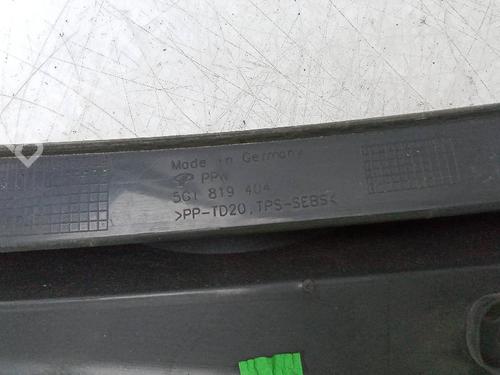 Made in Germany
PPW
5G1 819 404
>PP-TD20,TPS-SEBS<